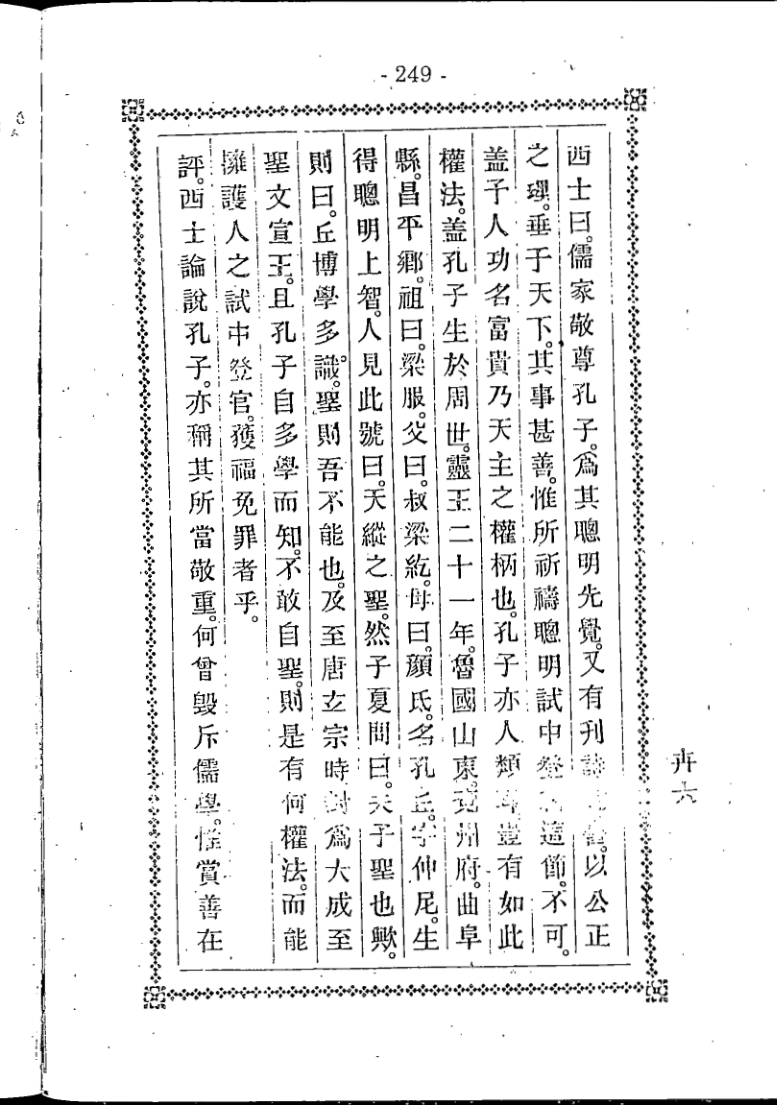 - 249 -
西士曰。儒家敬尊孔子。爲其聰明先覺。又有刊詩書。以公正
之理。垂于天下。其事甚善。惟所祈禱聰明試中登這節。不可。
盖予人功名富貴乃天主之權柄也。孔子亦人類豈有如此
權法。盖孔子生於周世。靈王二十一年。魯國山東。兗州府。曲阜
縣。昌平鄉。祖曰。梁服。父曰。叔梁紇。母曰。顔氏。名孔丘。字仲尼。生
得聰明上智。人見此號曰。天縱之聖。然子夏問曰。夫子聖也歟。
則曰。丘博學多識。聖則吾不能也。及至唐玄宗時封爲大成至
聖文宣王。且孔子自多學而知。不敢自聖。則是有何權法。而能
擁護人之試中登官。獲福免罪者乎。
評。西士論說孔子。亦稱其所當敬重。何曾毀斥儒學。惟賞善在
卉六